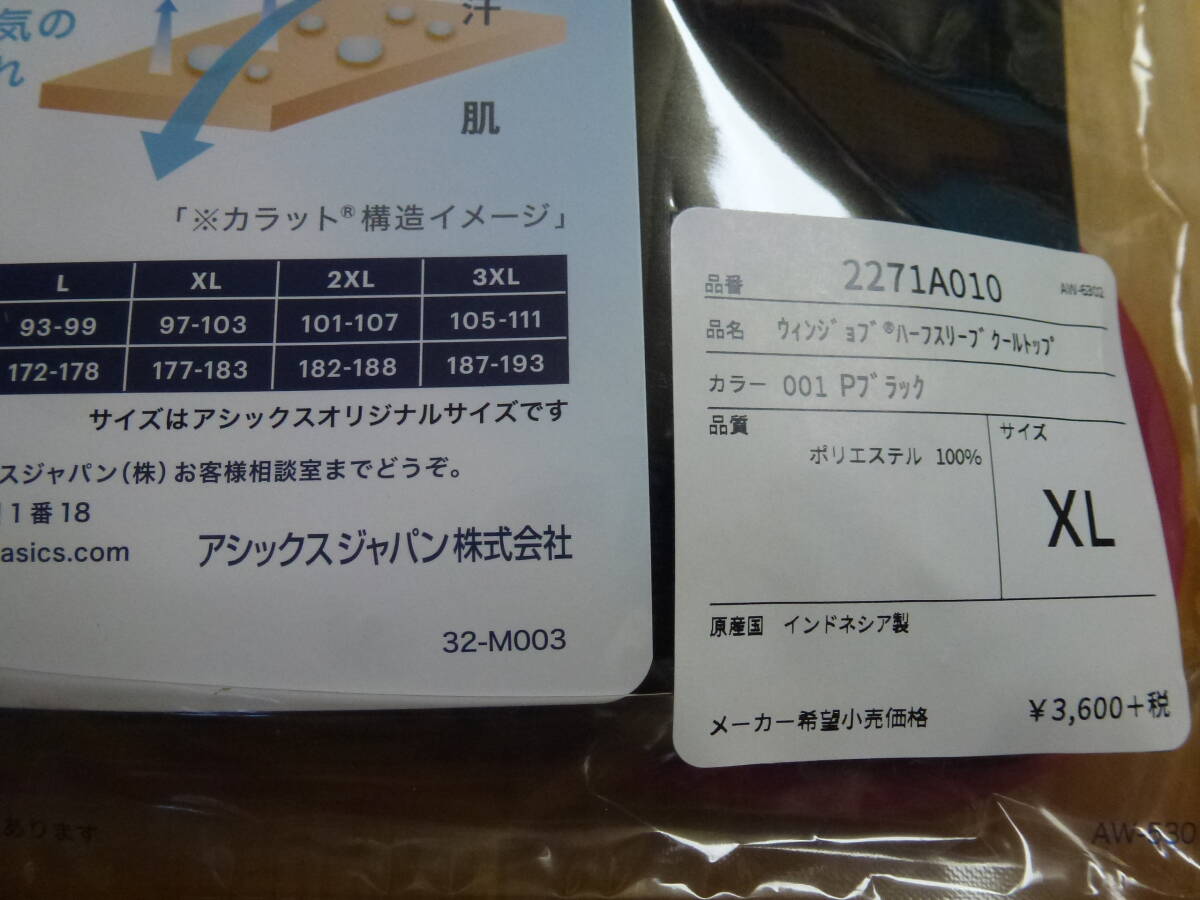 気の
れ
汗
肌
「※カラット®構造イメージ」
L XL 2XL 3XL
93-99 97-103 101-107 105-111
172-178 177-183 182-188 187-193
サイズはアシックスオリジナルサイズです
スジャパン(株)お客様相談室までどうぞ。
1番18
asics.com
アシックスジャパン株式会社
32-M003
品番 2271A010 AW-6302
品名 ウィンジョブ®ハーフスリーブクールトップ
カラー 001 Pブラック
品質
ポリエステル 100%
サイズ
XL
原産国 インドネシア製
メーカー希望小売価格 ¥3,600+税
あります
AW-530